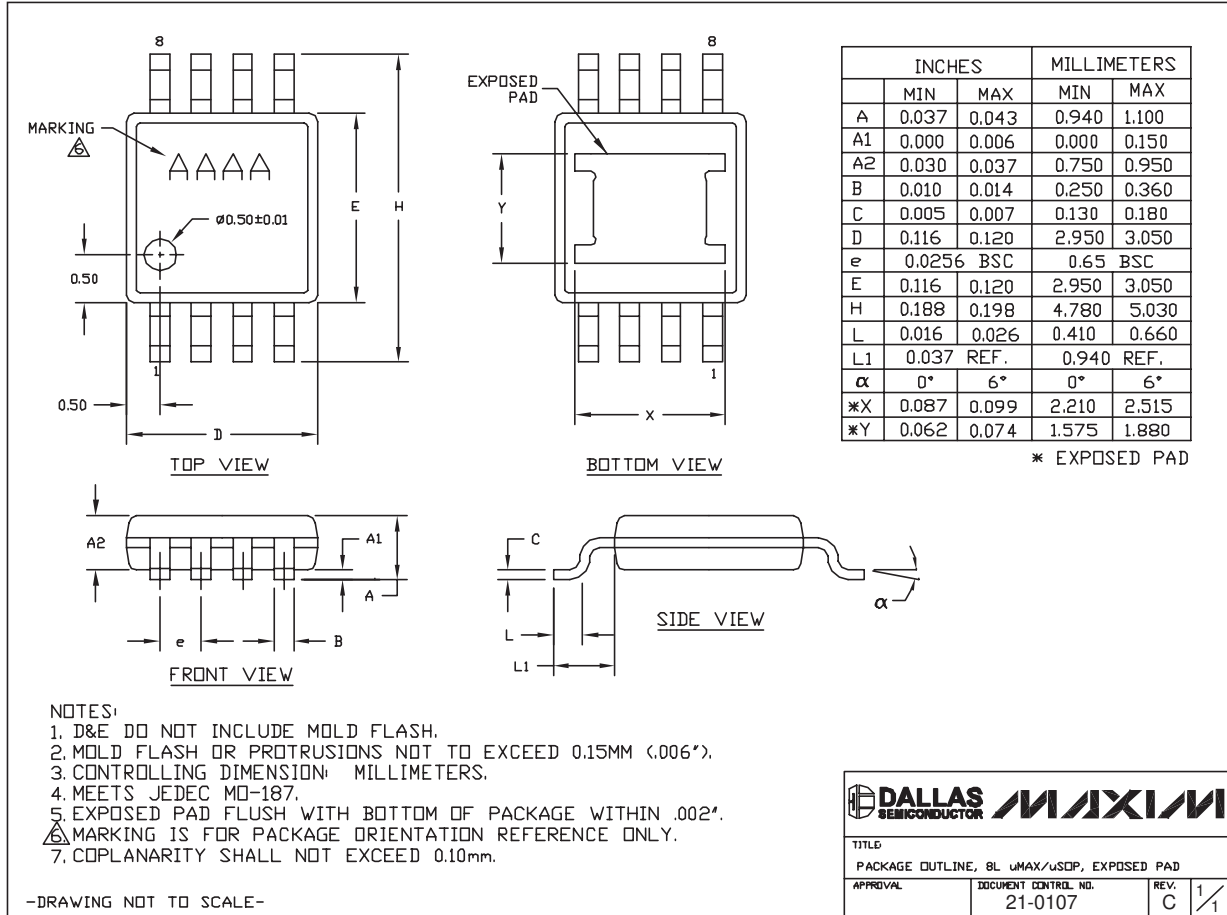 8
8
EXPOSED
PAD
MARKING
6
AAAA
Ø0.50±0.01
E
H
Y
0.50
1
1
0.50
D
X
TOP VIEW
BOTTOM VIEW
INCHES MILLIMETERS
MIN MAX MIN MAX
A 0.037 0.043 0.940 1.100
A1 0.000 0.006 0.000 0.150
A2 0.030 0.037 0.750 0.950
B 0.010 0.014 0.250 0.360
C 0.005 0.007 0.130 0.180
D 0.116 0.120 2.950 3.050
e 0.0256 BSC 0.65 BSC
E 0.116 0.120 2.950 3.050
H 0.188 0.198 4.780 5.030
L 0.016 0.026 0.410 0.660
L1 0.037 REF. 0.940 REF.
α 0° 6° 0° 6°
*X 0.087 0.099 2.210 2.515
*Y 0.062 0.074 1.575 1.880
* EXPOSED PAD
A2
A1
A
e
B
FRONT VIEW
C
L
L1
α
SIDE VIEW
NOTES:
1. D&E DO NOT INCLUDE MOLD FLASH.
2. MOLD FLASH OR PROTRUSIONS NOT TO EXCEED 0.15MM (.006").
3. CONTROLLING DIMENSION: MILLIMETERS.
4. MEETS JEDEC MO-187.
5. EXPOSED PAD FLUSH WITH BOTTOM OF PACKAGE WITHIN .002".
6. MARKING IS FOR PACKAGE ORIENTATION REFERENCE ONLY.
7. COPLANARITY SHALL NOT EXCEED 0.10mm.
-DRAWING NOT TO SCALE-
DALLAS
SEMICONDUCTOR
MAXIM
TITLE:
PACKAGE OUTLINE, 8L uMAX/uSOP, EXPOSED PAD
APPROVAL DOCUMENT CONTROL NO. REV.
21-0107 C 1/1